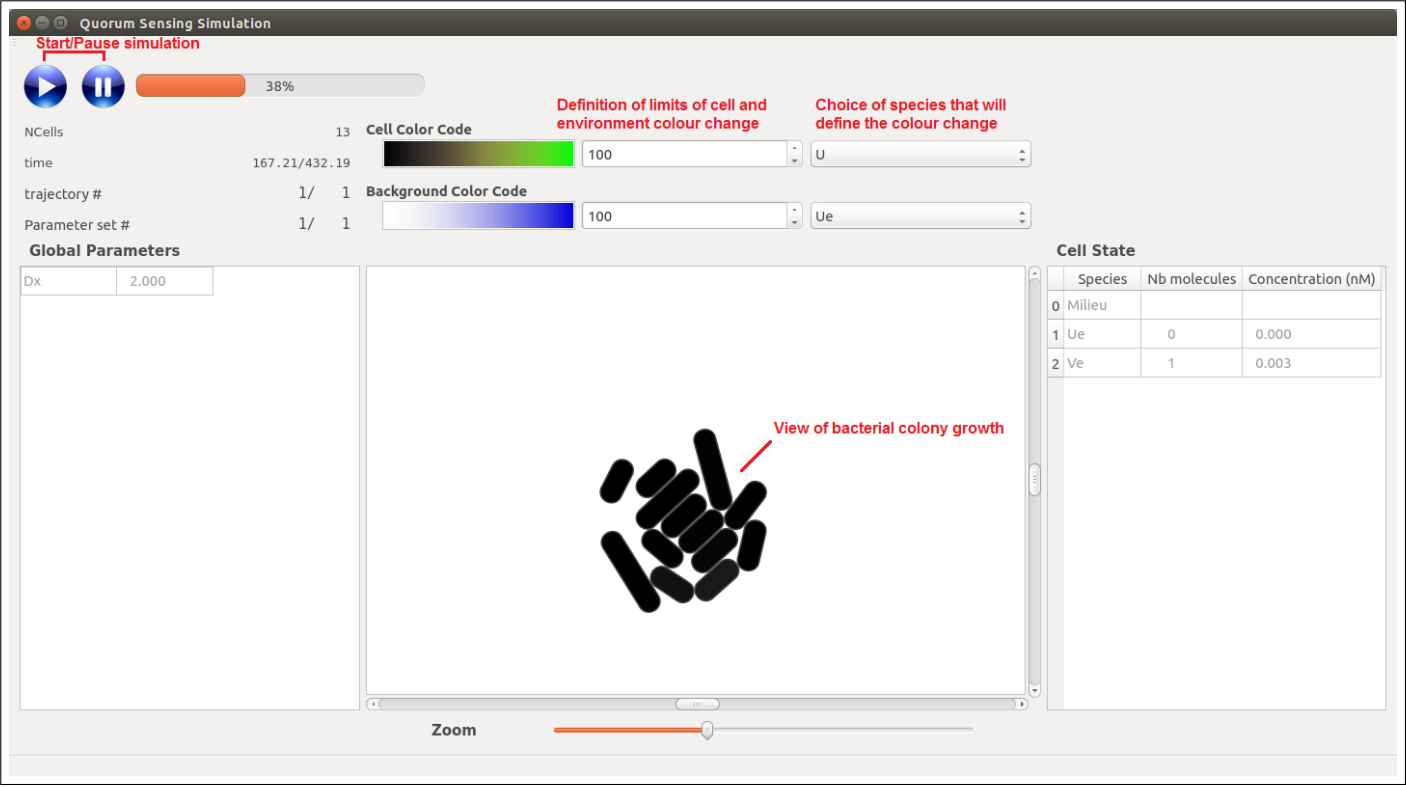 Quorum Sensing Simulation
Start/Pause simulation
38%
Definition of limits of cell and
environment colour change
Choice of species that will
define the colour change
NCells 13
time 167.21/432.19
trajectory # 1/ 1
Parameter set # 1/ 1
Cell Color Code
100
U
Background Color Code
100
Ue
Global Parameters
Dx 2.000
View of bacterial colony growth
Cell State
Species Nb molecules Concentration (nM)
0 Milieu
1 Ue 0 0.000
2 Ve 1 0.003
Zoom